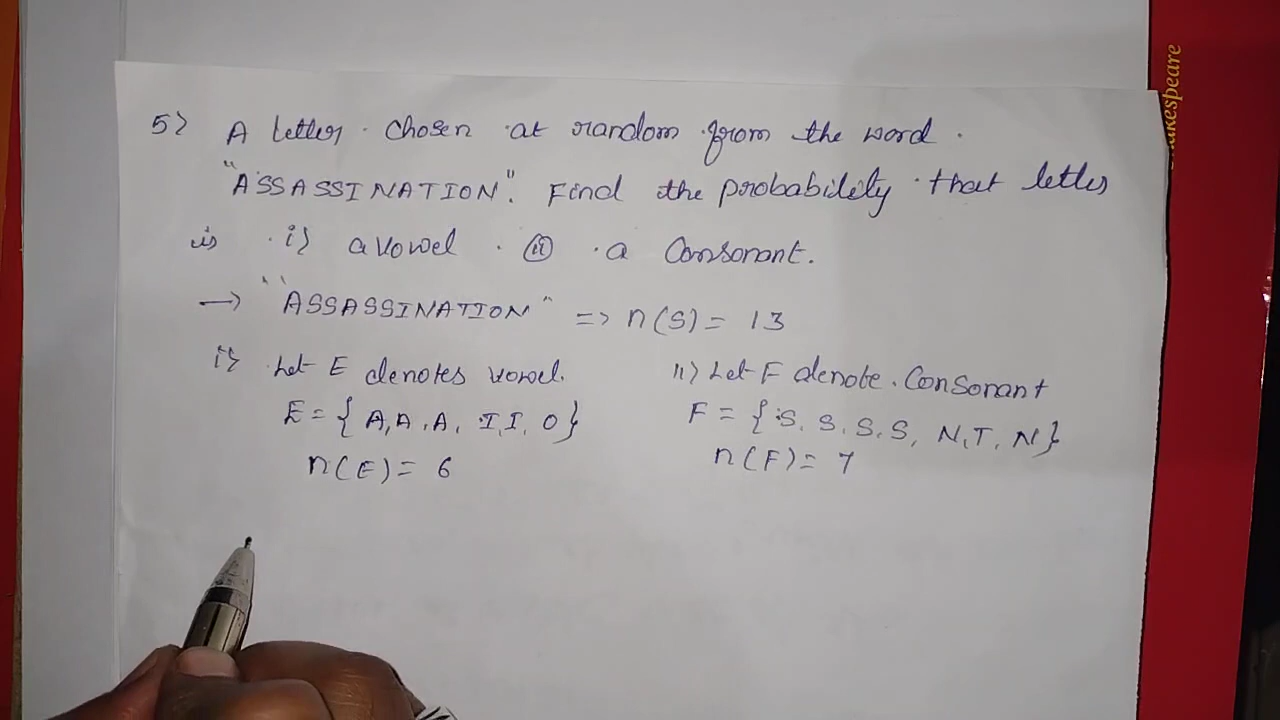 5) A letter chosen at random from the word
"ASSASSINATION". Find the probability that letter
is i) a vowel (ii) a Consonant.
→ "ASSASSINATION" => n(S) = 13
i) Let E denotes vowel.
E = { A, A, A, I, I, O }
n(E) = 6
ii) Let F denote Consonant
F = { S, S, S, S, N, T, N }
n(F) = 7
akespeare